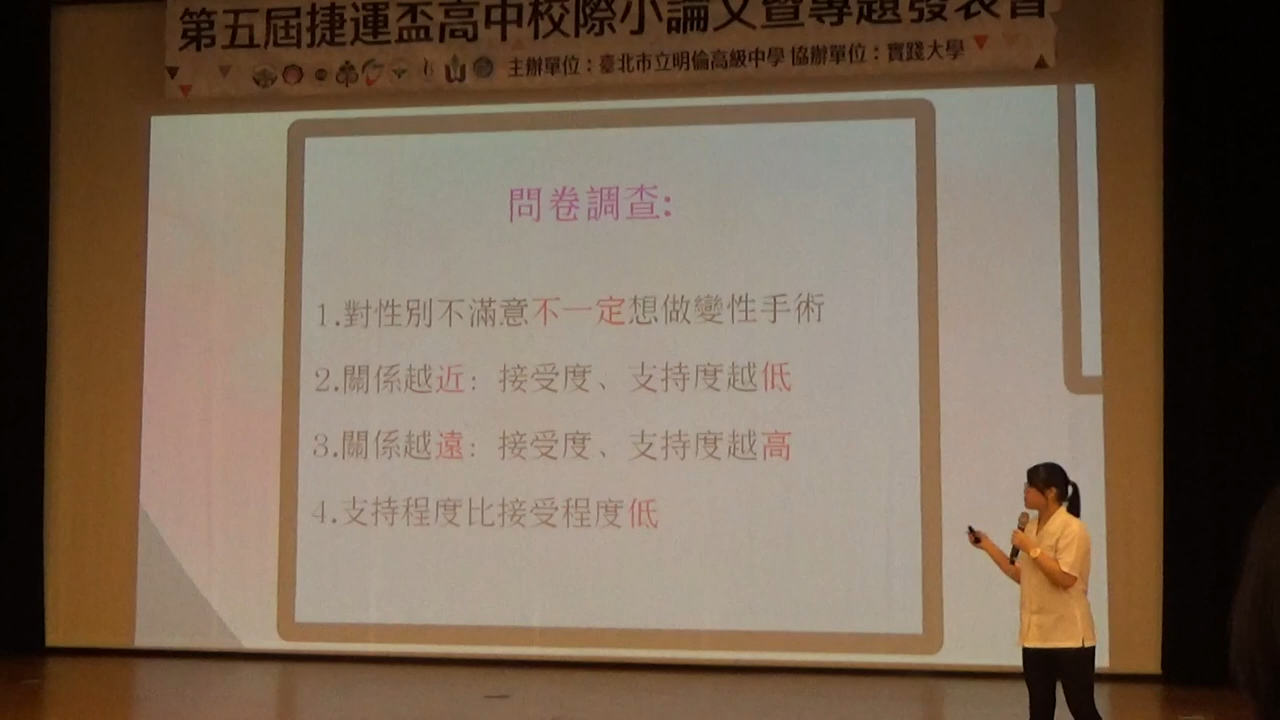 第五屆捷運盃高中校際小論文暨專題發表會
主辦單位：臺北市立明倫高級中學 協辦單位：實踐大學
問卷調查:
1.對性別不滿意不一定想做變性手術
2.關係越近：接受度、支持度越低
3.關係越遠：接受度、支持度越高
4.支持程度比接受程度低